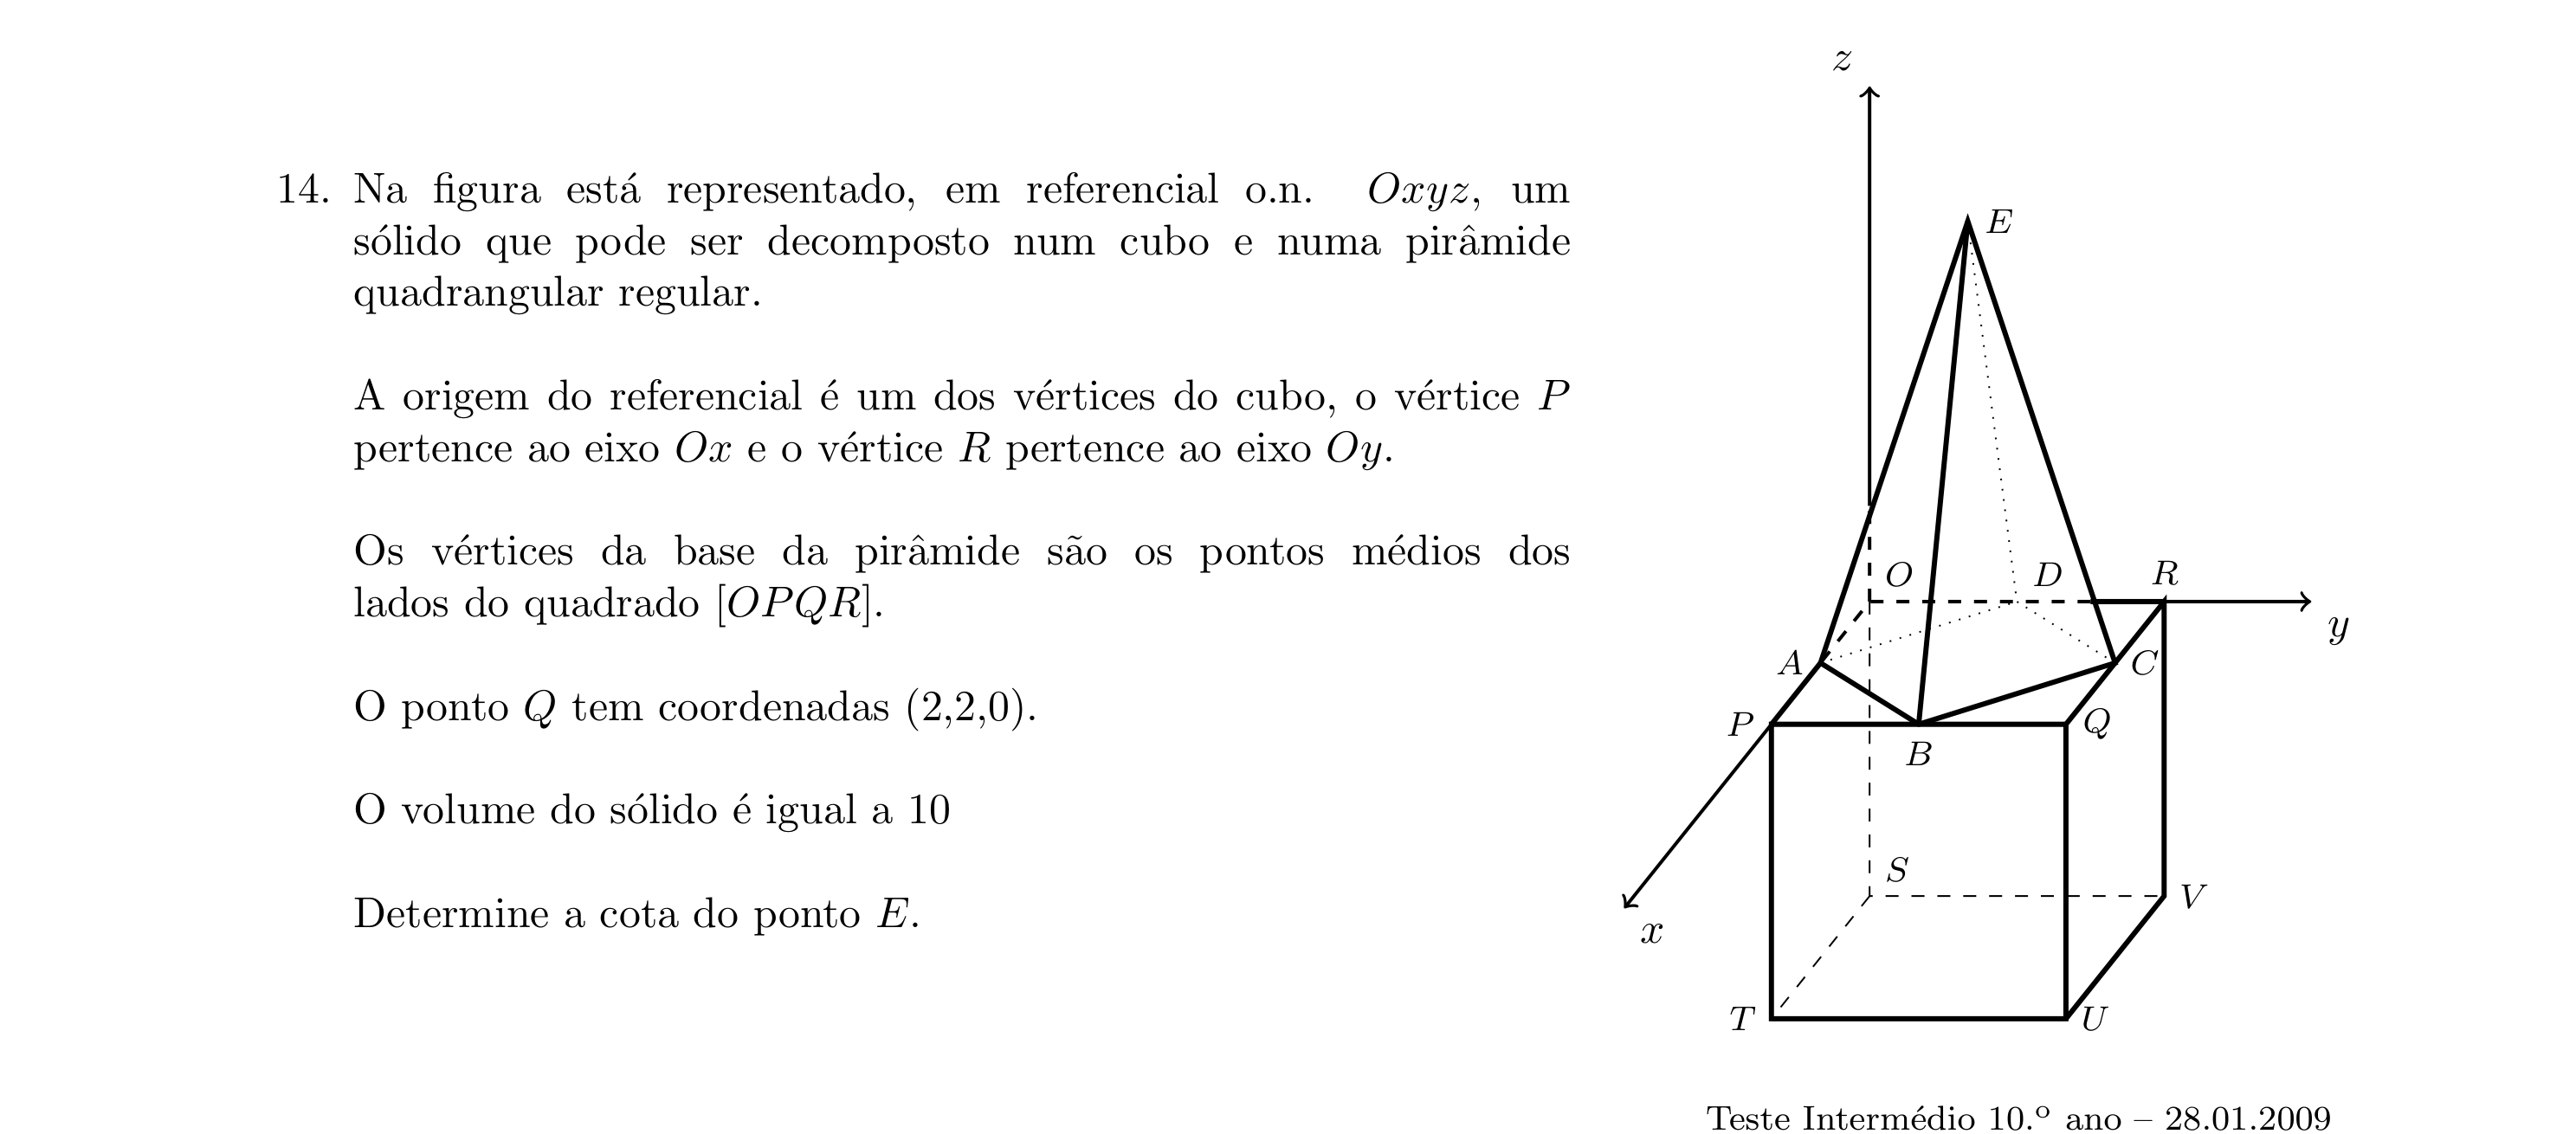 14. Na figura está representado, em referencial o.n. Oxyz, um
sólido que pode ser decomposto num cubo e numa pirâmide
quadrangular regular.
A origem do referencial é um dos vértices do cubo, o vértice P
pertence ao eixo Ox e o vértice R pertence ao eixo Oy.
Os vértices da base da pirâmide são os pontos médios dos
lados do quadrado [OPQR].
O ponto Q tem coordenadas (2,2,0).
O volume do sólido é igual a 10
Determine a cota do ponto E.
z
E
O
D
R
y
A
C
P
Q
B
S
V
x
T
U
Teste Intermédio 10.º ano – 28.01.2009